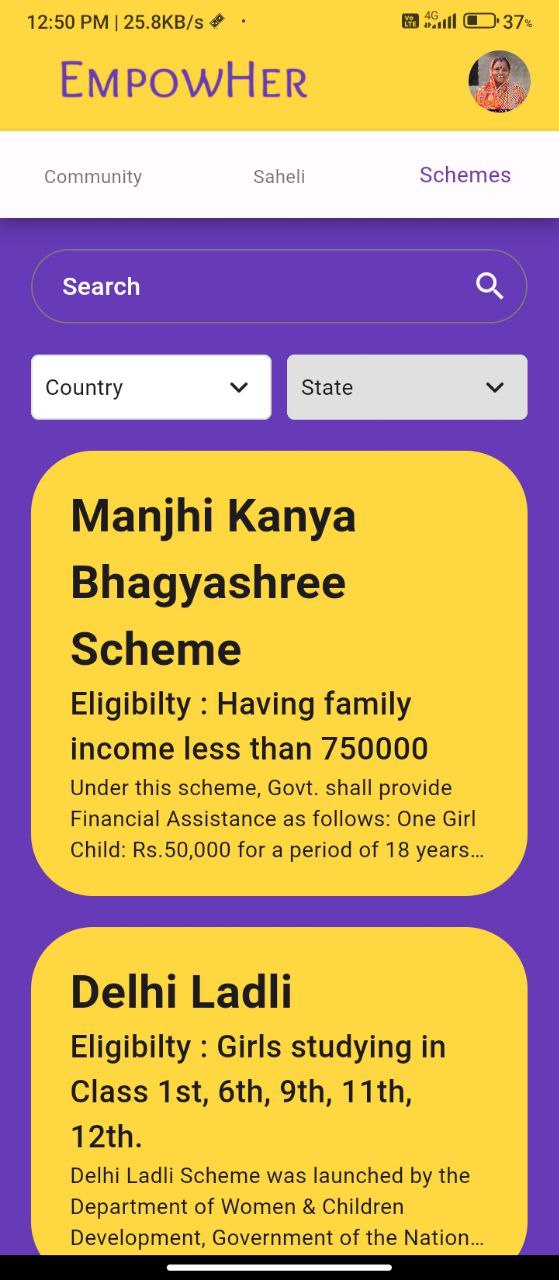 12:50 PM | 25.8KB/s
Vo LTE 4G 37%
EMPOWHER
Community Saheli Schemes
Search
Country State
Manjhi Kanya
Bhagyashree
Scheme
Eligibilty : Having family
income less than 750000
Under this scheme, Govt. shall provide
Financial Assistance as follows: One Girl
Child: Rs.50,000 for a period of 18 years…
Delhi Ladli
Eligibilty : Girls studying in
Class 1st, 6th, 9th, 11th,
12th.
Delhi Ladli Scheme was launched by the
Department of Women & Children
Development, Government of the Nation…